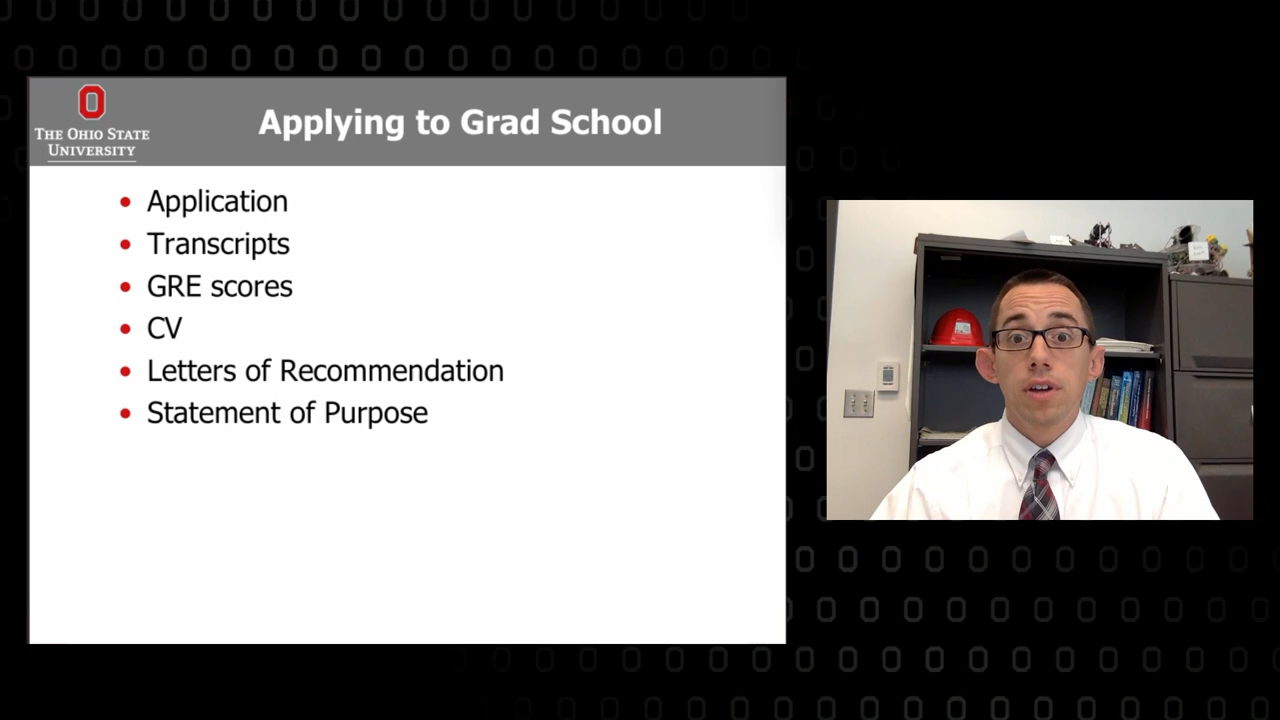 THE OHIO STATE
UNIVERSITY
Applying to Grad School
• Application
• Transcripts
• GRE scores
• CV
• Letters of Recommendation
• Statement of Purpose